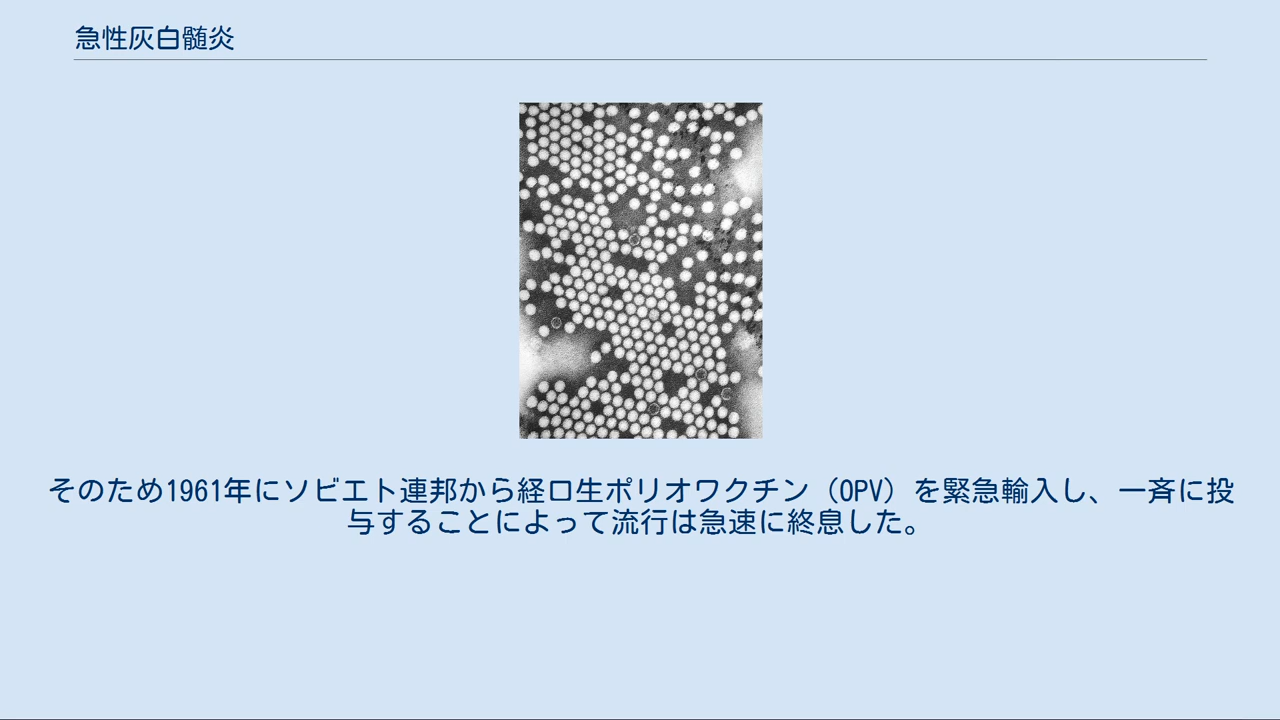 急性灰白髄炎
そのため1961年にソビエト連邦から経口生ポリオワクチン（OPV）を緊急輸入し、一斉に投
与することによって流行は急速に終息した。